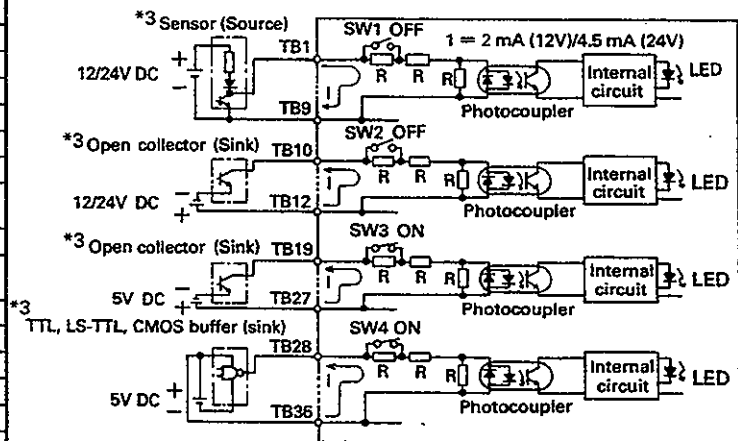 *3 Sensor (Source)
SW1 OFF
TB1
I = 2 mA (12V)/4.5 mA (24V)
+
12/24V DC
−
R R R
I
Internal circuit
LED
TB9
Photocoupler
*3 Open collector (Sink)
SW2 OFF
TB10
−
12/24V DC
+
R R R
I
Internal circuit
LED
TB12
Photocoupler
*3 Open collector (Sink)
SW3 ON
TB19
−
5V DC
+
R R R
I
Internal circuit
LED
TB27
Photocoupler
*3
TTL, LS-TTL, CMOS buffer (sink)
SW4 ON
TB28
+
5V DC
−
R R R
I
Internal circuit
LED
TB36
Photocoupler